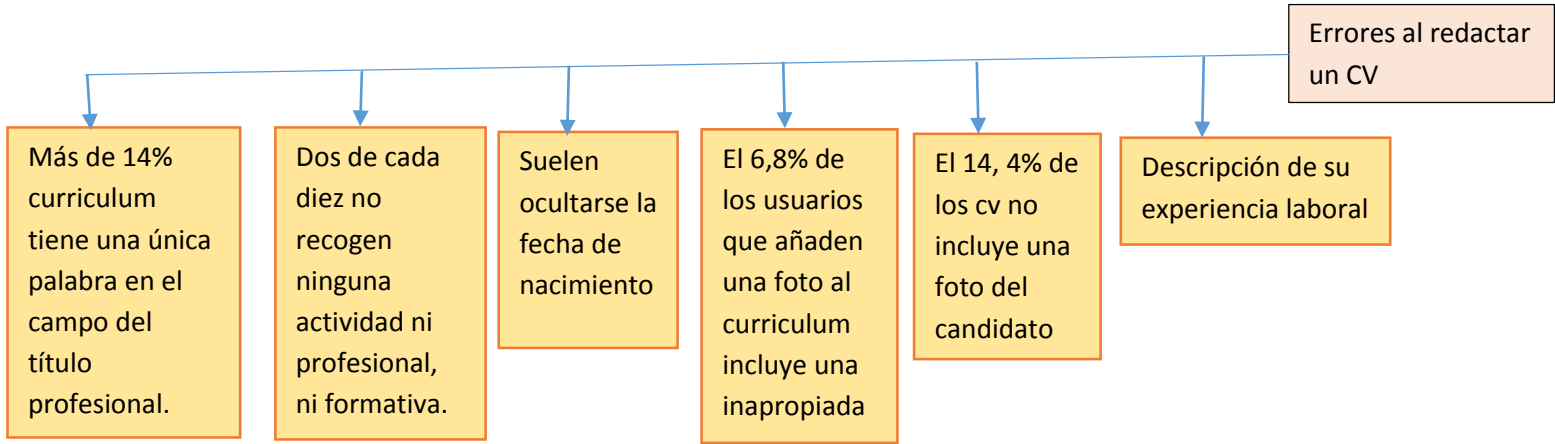 Errores al redactar
un CV
Más de 14%
curriculum
tiene una única
palabra en el
campo del
título
profesional.
Dos de cada
diez no
recogen
ninguna
actividad ni
profesional,
ni formativa.
Suelen
ocultarse la
fecha de
nacimiento
El 6,8% de
los usuarios
que añaden
una foto al
curriculum
incluye una
inapropiada
El 14, 4% de
los cv no
incluye una
foto del
candidato
Descripción de su
experiencia laboral